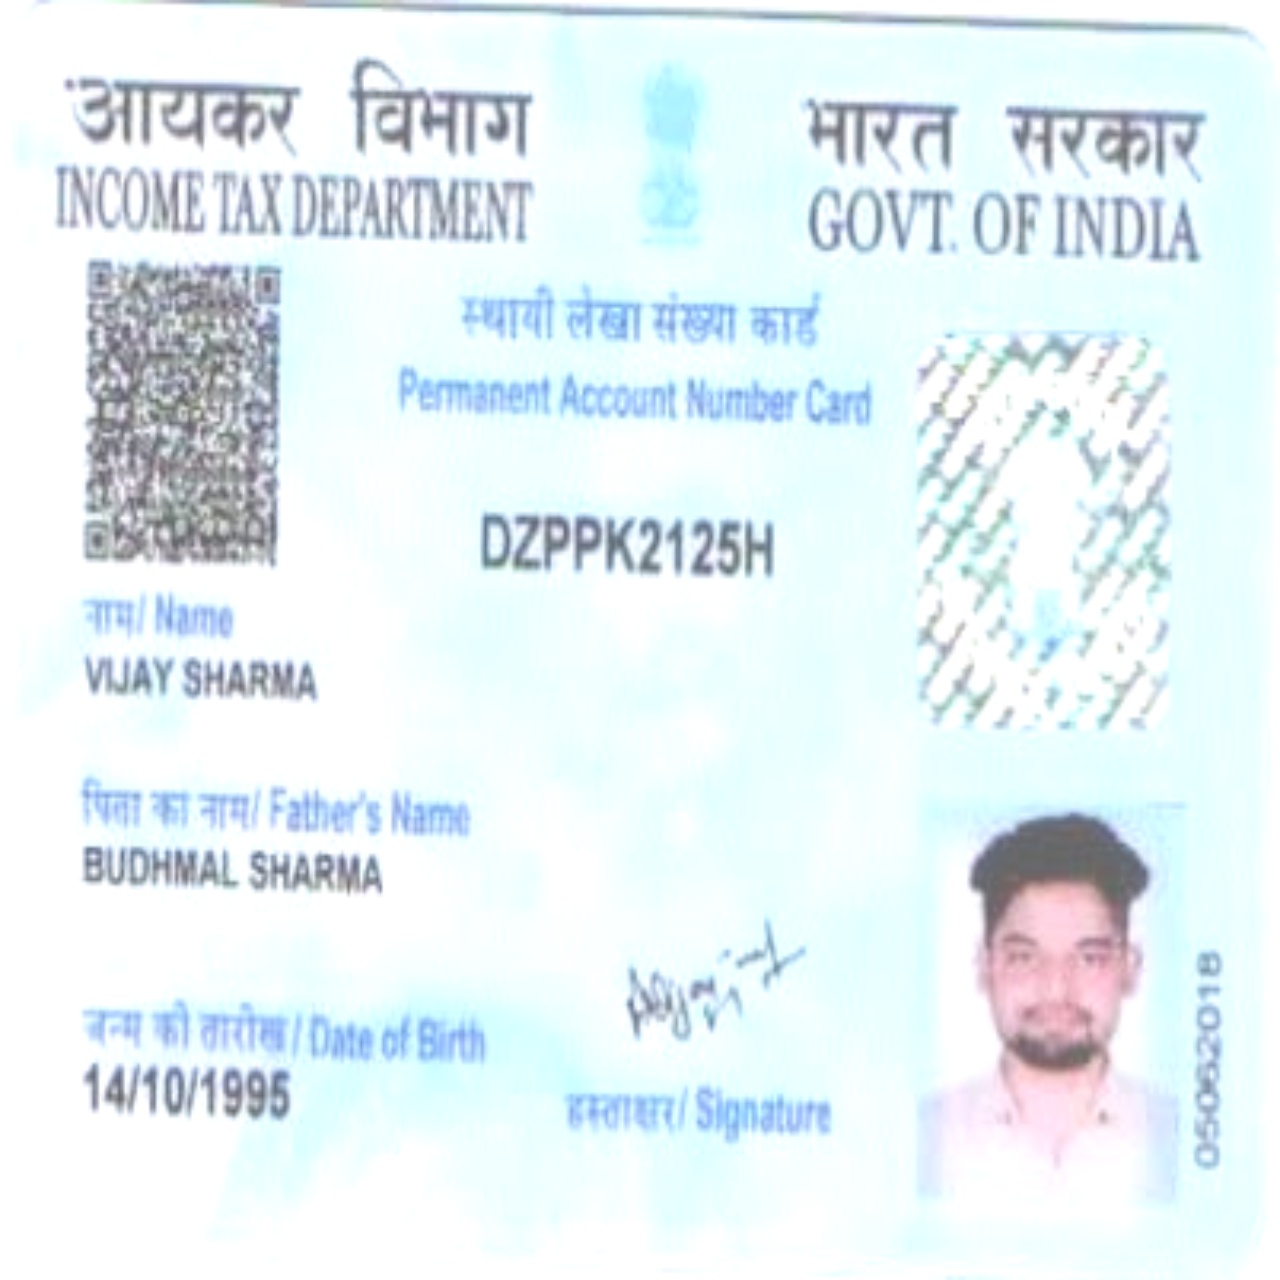 आयकर विभाग
INCOME TAX DEPARTMENT
भारत सरकार
GOVT. OF INDIA
स्थायी लेखा संख्या कार्ड
Permanent Account Number Card
DZPPK2125H
नाम/ Name
VIJAY SHARMA
पिता का नाम/ Father's Name
BUDHMAL SHARMA
जन्म की तारीख/ Date of Birth
14/10/1995
हस्ताक्षर/ Signature
05062018